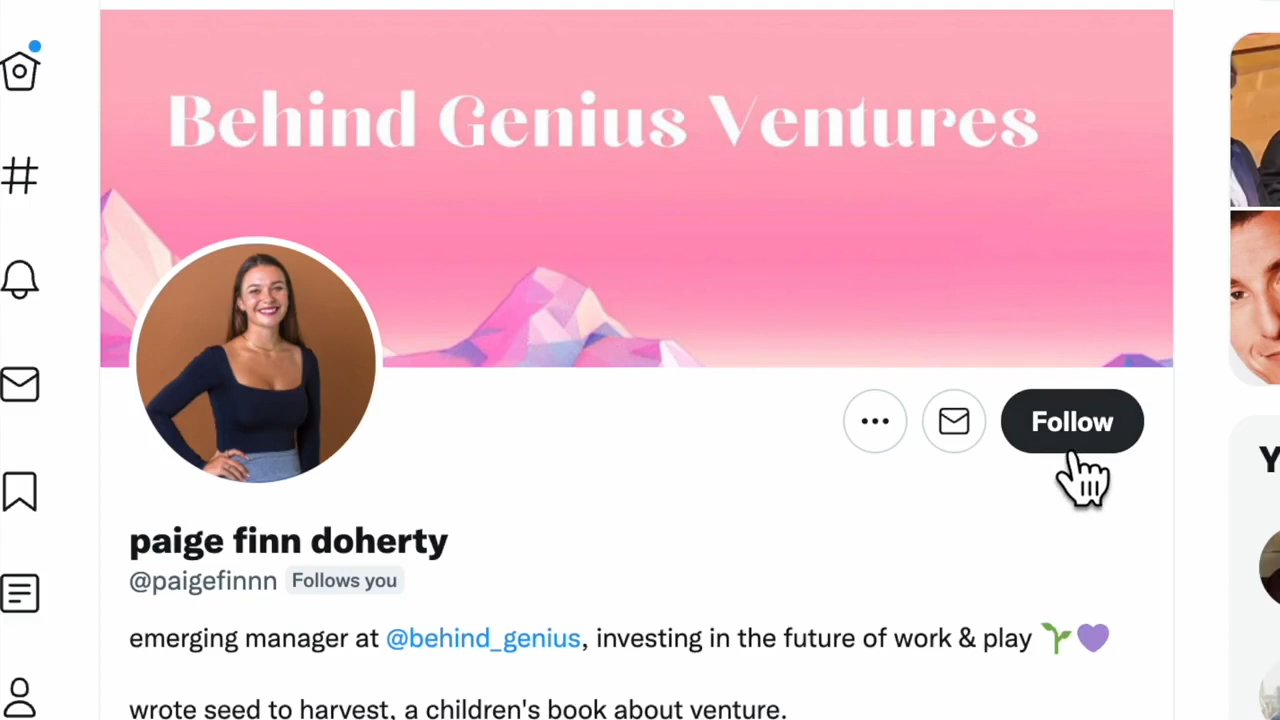 Behind Genius Ventures
Follow
paige finn doherty
@paigefinnn Follows you
emerging manager at @behind_genius, investing in the future of work & play 🌱💜
wrote seed to harvest, a children's book about venture.
Y